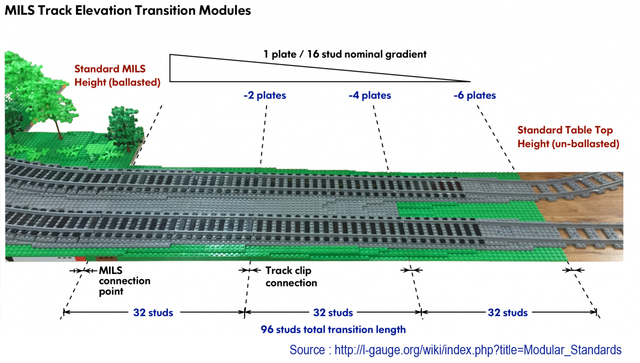 MILS Track Elevation Transition Modules
1 plate / 16 stud nominal gradient
Standard MILS
Height (ballasted)
-2 plates
-4 plates
-6 plates
Standard Table Top
Height (un-ballasted)
MILS
connection
point
Track clip
connection
32 studs
32 studs
32 studs
96 studs total transition length
Source : http://l-gauge.org/wiki/index.php?title=Modular_Standards